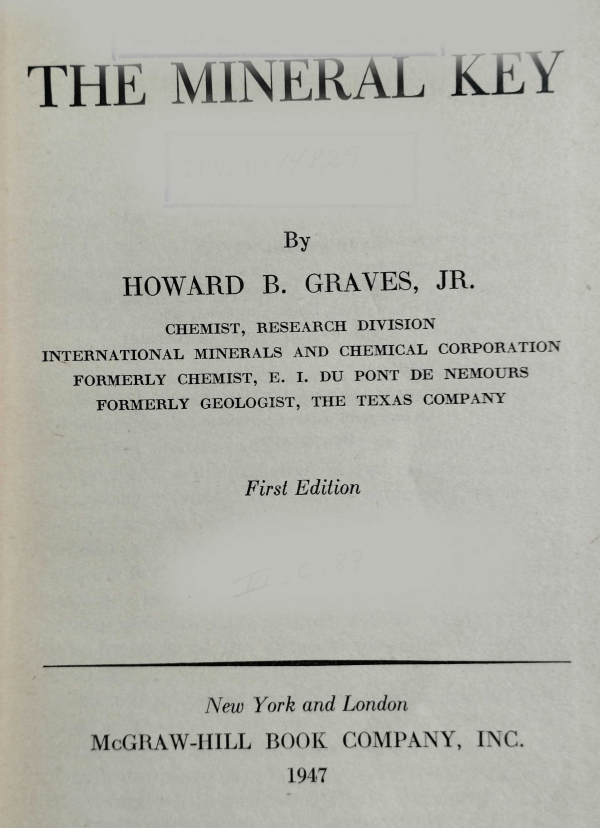 THE MINERAL KEY
By
HOWARD B. GRAVES, JR.
CHEMIST, RESEARCH DIVISION
INTERNATIONAL MINERALS AND CHEMICAL CORPORATION
FORMERLY CHEMIST, E. I. DU PONT DE NEMOURS
FORMERLY GEOLOGIST, THE TEXAS COMPANY
First Edition
New York and London
McGRAW-HILL BOOK COMPANY, INC.
1947